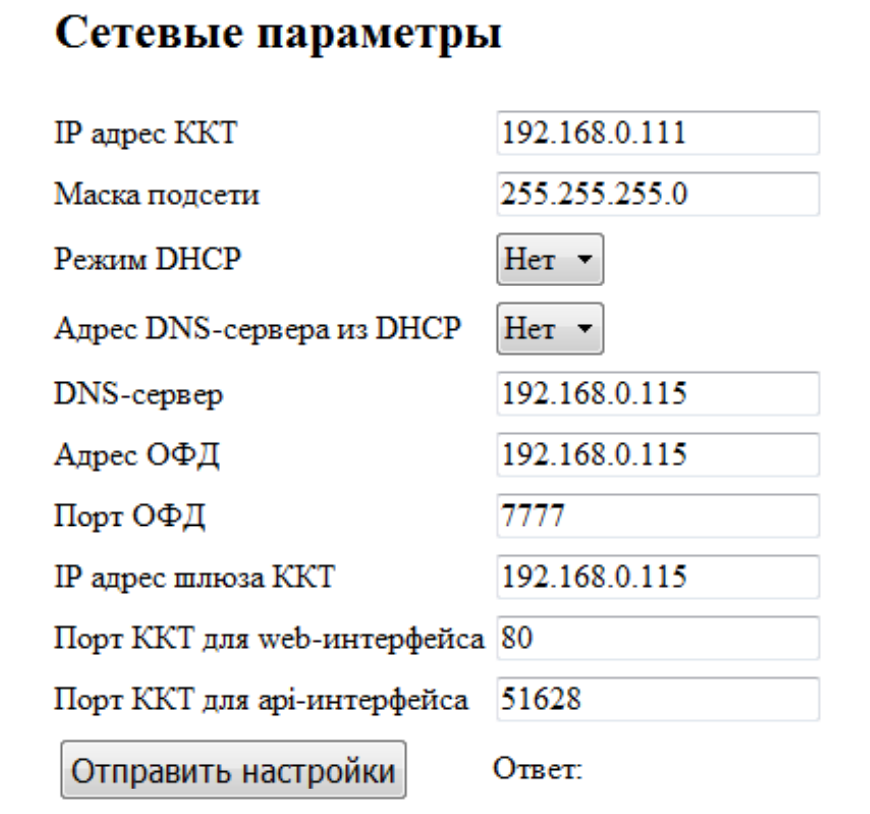 Сетевые параметры
IP адрес ККТ 192.168.0.111
Маска подсети 255.255.255.0
Режим DHCP Нет
Адрес DNS-сервера из DHCP Нет
DNS-сервер 192.168.0.115
Адрес ОФД 192.168.0.115
Порт ОФД 7777
IP адрес шлюза ККТ 192.168.0.115
Порт ККТ для web-интерфейса 80
Порт ККТ для api-интерфейса 51628
Отправить настройки Ответ: